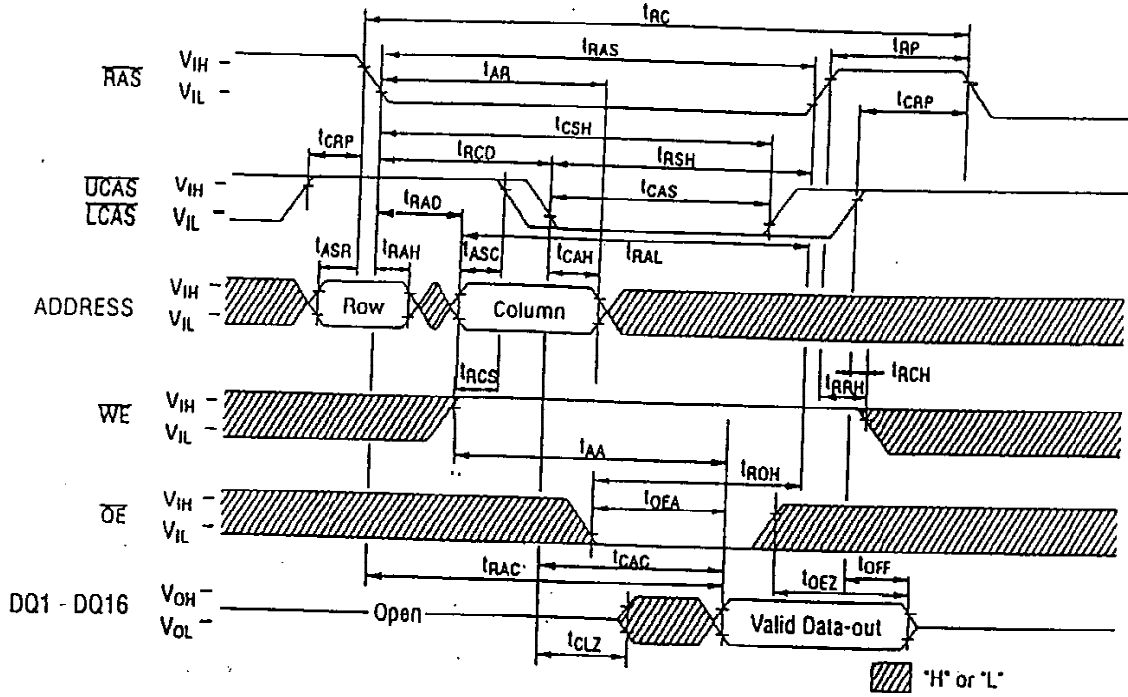 tRC
tRAS
tRP
RAS
VIH
VIL
tAR
tCRP
tCSH
tCRP
tRCD
tRSH
UCAS
LCAS
VIH
VIL
tCAS
tRAD
tASR
tRAH
tASC
tCAH
tRAL
ADDRESS
VIH
VIL
Row
Column
tRCS
tRRH
tRCH
WE
VIH
VIL
tAA
tROH
OE
VIH
VIL
tOEA
tCAC
tRAC
tOFF
tOEZ
DQ1 - DQ16
VOH
VOL
Open
Valid Data-out
tCLZ
"H" or "L"